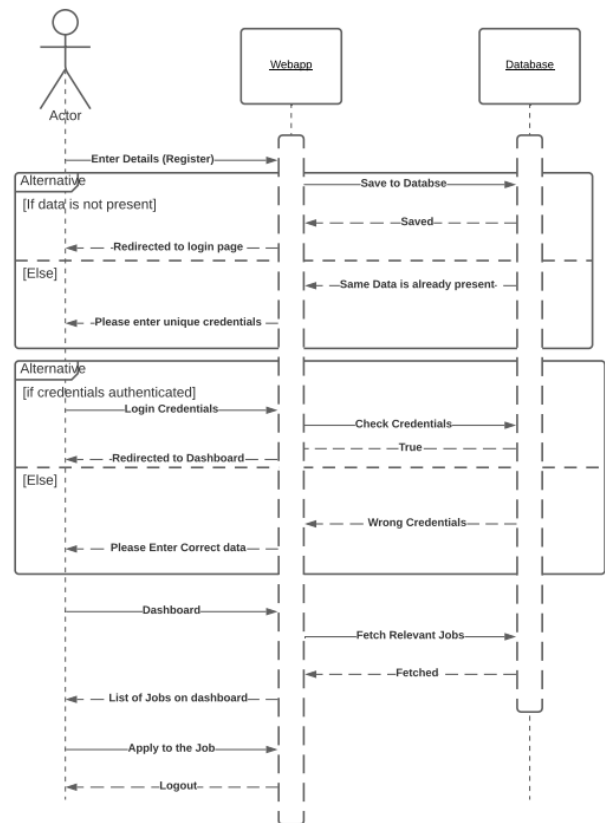 Webapp
Database
Actor
Enter Details (Register)
Alternative
Save to Databse
[If data is not present]
Saved
Redirected to login page
[Else]
Same Data is already present
Please enter unique credentials
Alternative
[if credentials authenticated]
Login Credentials
Check Credentials
True
Redirected to Dashboard
[Else]
Wrong Credentials
Please Enter Correct data
Dashboard
Fetch Relevant Jobs
Fetched
List of Jobs on dashboard
Apply to the Job
Logout